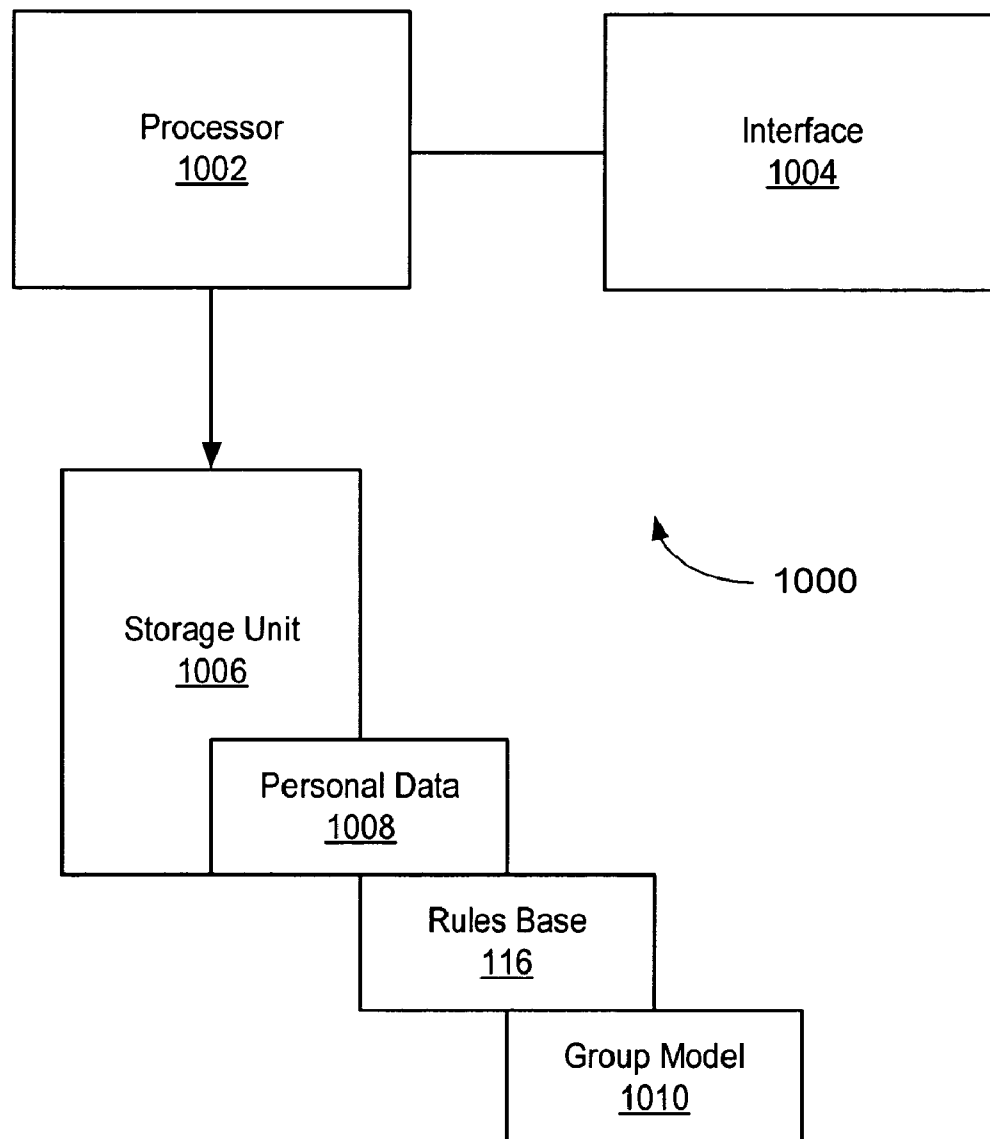 Processor
1002
Interface
1004
1000
Storage Unit
1006
Personal Data
1008
Rules Base
116
Group Model
1010